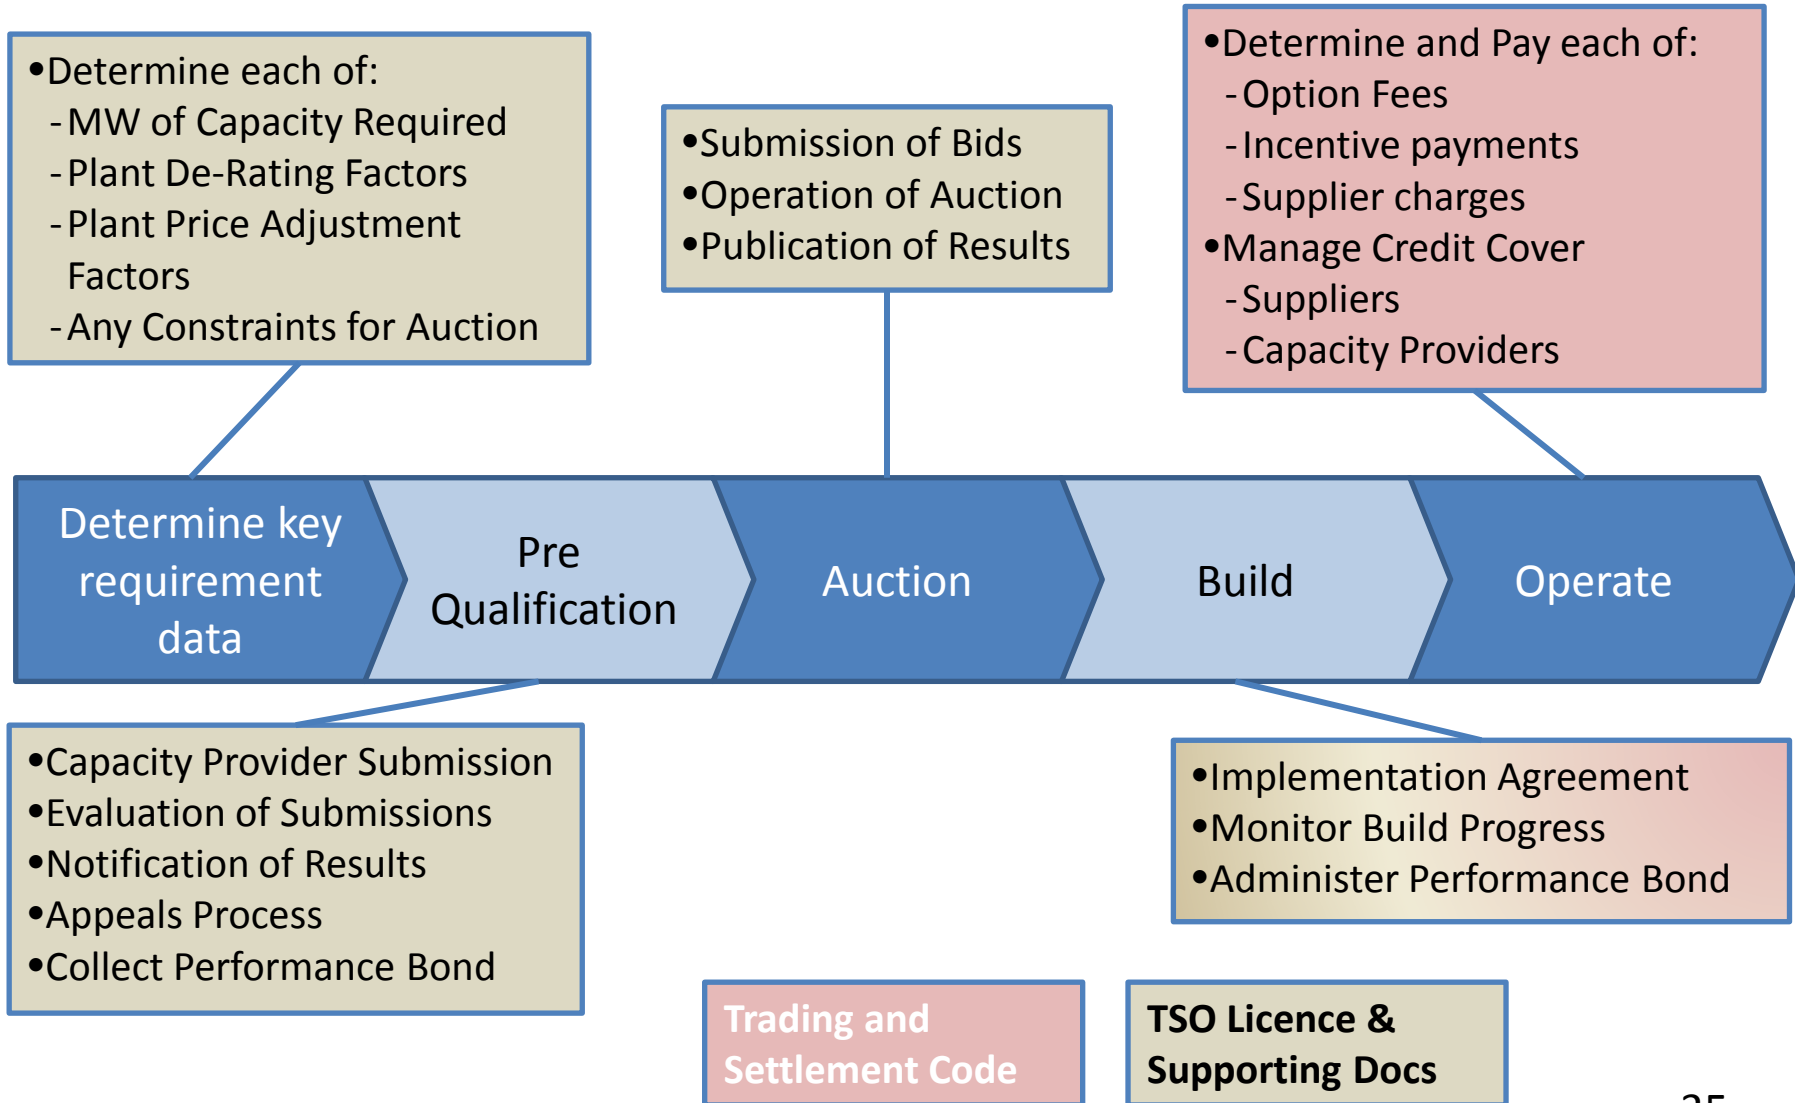 •Determine each of:
-MW of Capacity Required
-Plant De-Rating Factors
-Plant Price Adjustment
Factors
-Any Constraints for Auction
•Submission of Bids
•Operation of Auction
•Publication of Results
•Determine and Pay each of:
-Option Fees
-Incentive payments
-Supplier charges
•Manage Credit Cover
-Suppliers
-Capacity Providers
Determine key
requirement
data
Pre
Qualification
Auction
Build
Operate
•Capacity Provider Submission
•Evaluation of Submissions
•Notification of Results
•Appeals Process
•Collect Performance Bond
•Implementation Agreement
•Monitor Build Progress
•Administer Performance Bond
Trading and
Settlement Code
TSO Licence &
Supporting Docs